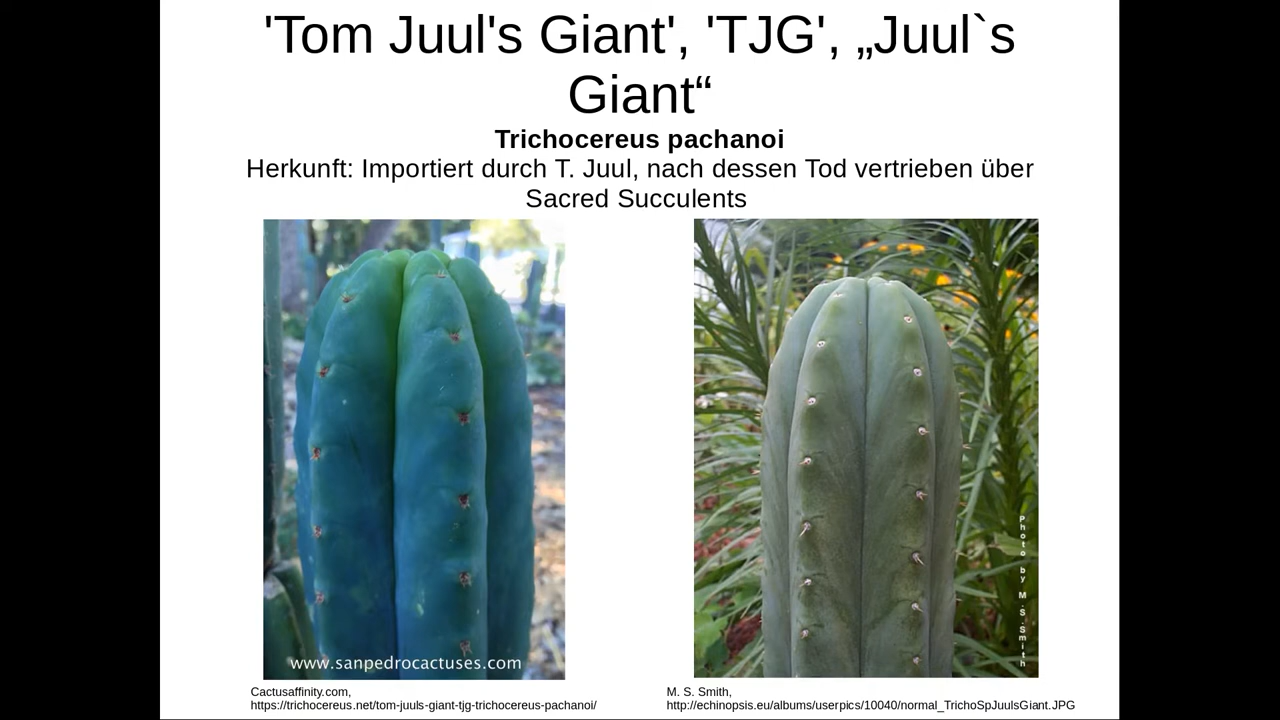 'Tom Juul's Giant', 'TJG', „Juul`s
Giant“
Trichocereus pachanoi
Herkunft: Importiert durch T. Juul, nach dessen Tod vertrieben über
Sacred Succulents
www.sanpedrocactuses.com
Photo by M.S.Smith
Cactusaffinity.com,
https://trichocereus.net/tom-juuls-giant-tjg-trichocereus-pachanoi/
M. S. Smith,
http://echinopsis.eu/albums/userpics/10040/normal_TrichoSpJuulsGiant.JPG